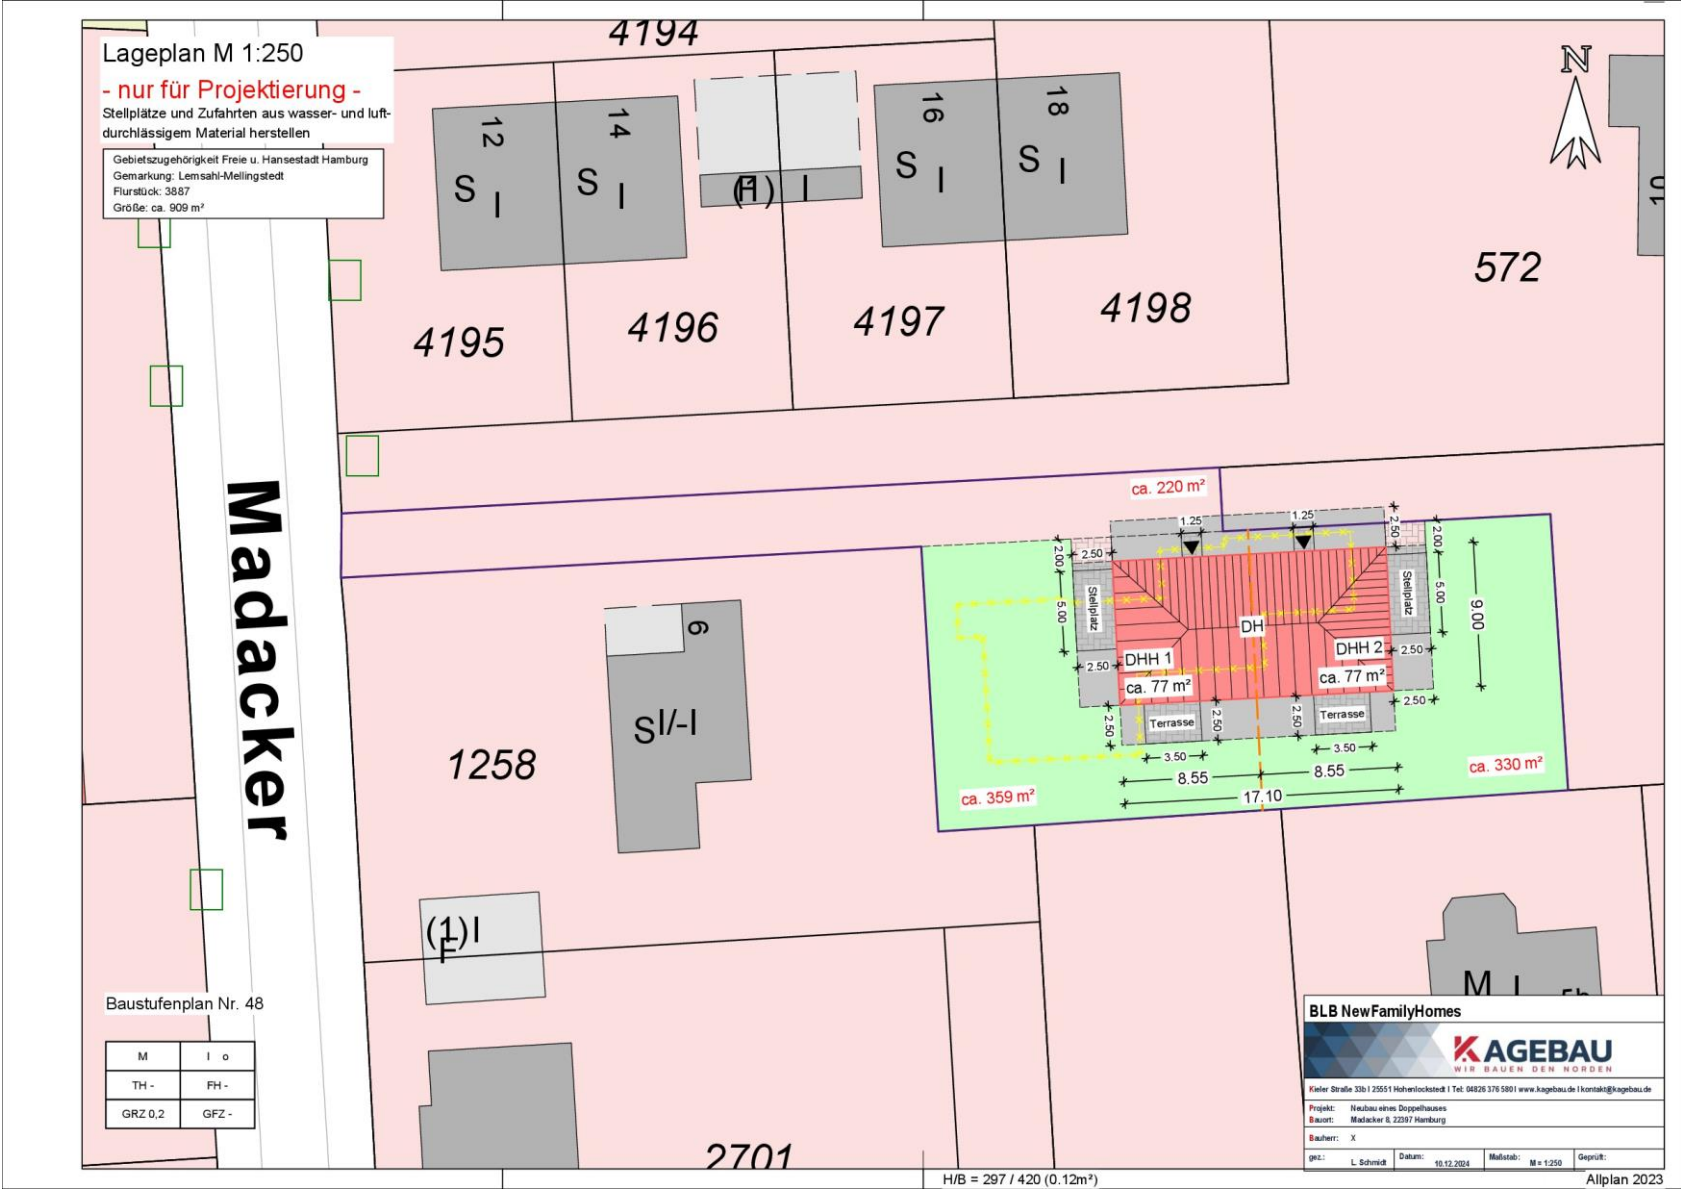 Lageplan M 1:250
- nur für Projektierung -
Stellplätze und Zufahrten aus wasser- und luft-
durchlässigem Material herstellen
Gebietszugehörigkeit Freie u. Hansestadt Hamburg
Gemarkung: Lemsahl-Mellingstedt
Flurstück: 3887
Größe: ca. 909 m²
4194
N
12
14
16
18
10
S I
S I
(1) I
S I
S I
4195
4196
4197
4198
572
Madacker
ca. 220 m²
1.25
1.25
2.50
2.00
2.50
2.00
Stellplatz
5.00
Stellplatz
5.00
9.00
DH
DHH 1
DHH 2
ca. 77 m²
ca. 77 m²
2.50
2.50
2.50
2.50
2.50
2.50
Terrasse
Terrasse
3.50
3.50
8.55
8.55
17.10
ca. 359 m²
ca. 330 m²
6
SI/-I
1258
(1)I
F
M I
5b
2701
Baustufenplan Nr. 48
M I o
TH - FH -
GRZ 0,2 GFZ -
BLB NewFamilyHomes
KAGEBAU
WIR BAUEN DEN NORDEN
Kieler Straße 33b I 25551 Hohenlockstedt I Tel: 04826 376 580 I www.kagebau.de I kontakt@kagebau.de
Projekt: Neubau eines Doppelhauses
Bauort: Madacker 8, 22397 Hamburg
Bauherr: X
gez.: L. Schmidt Datum: 10.12.2024 Maßstab: M = 1:250 Geprüft:
H/B = 297 / 420 (0.12m²)
Allplan 2023